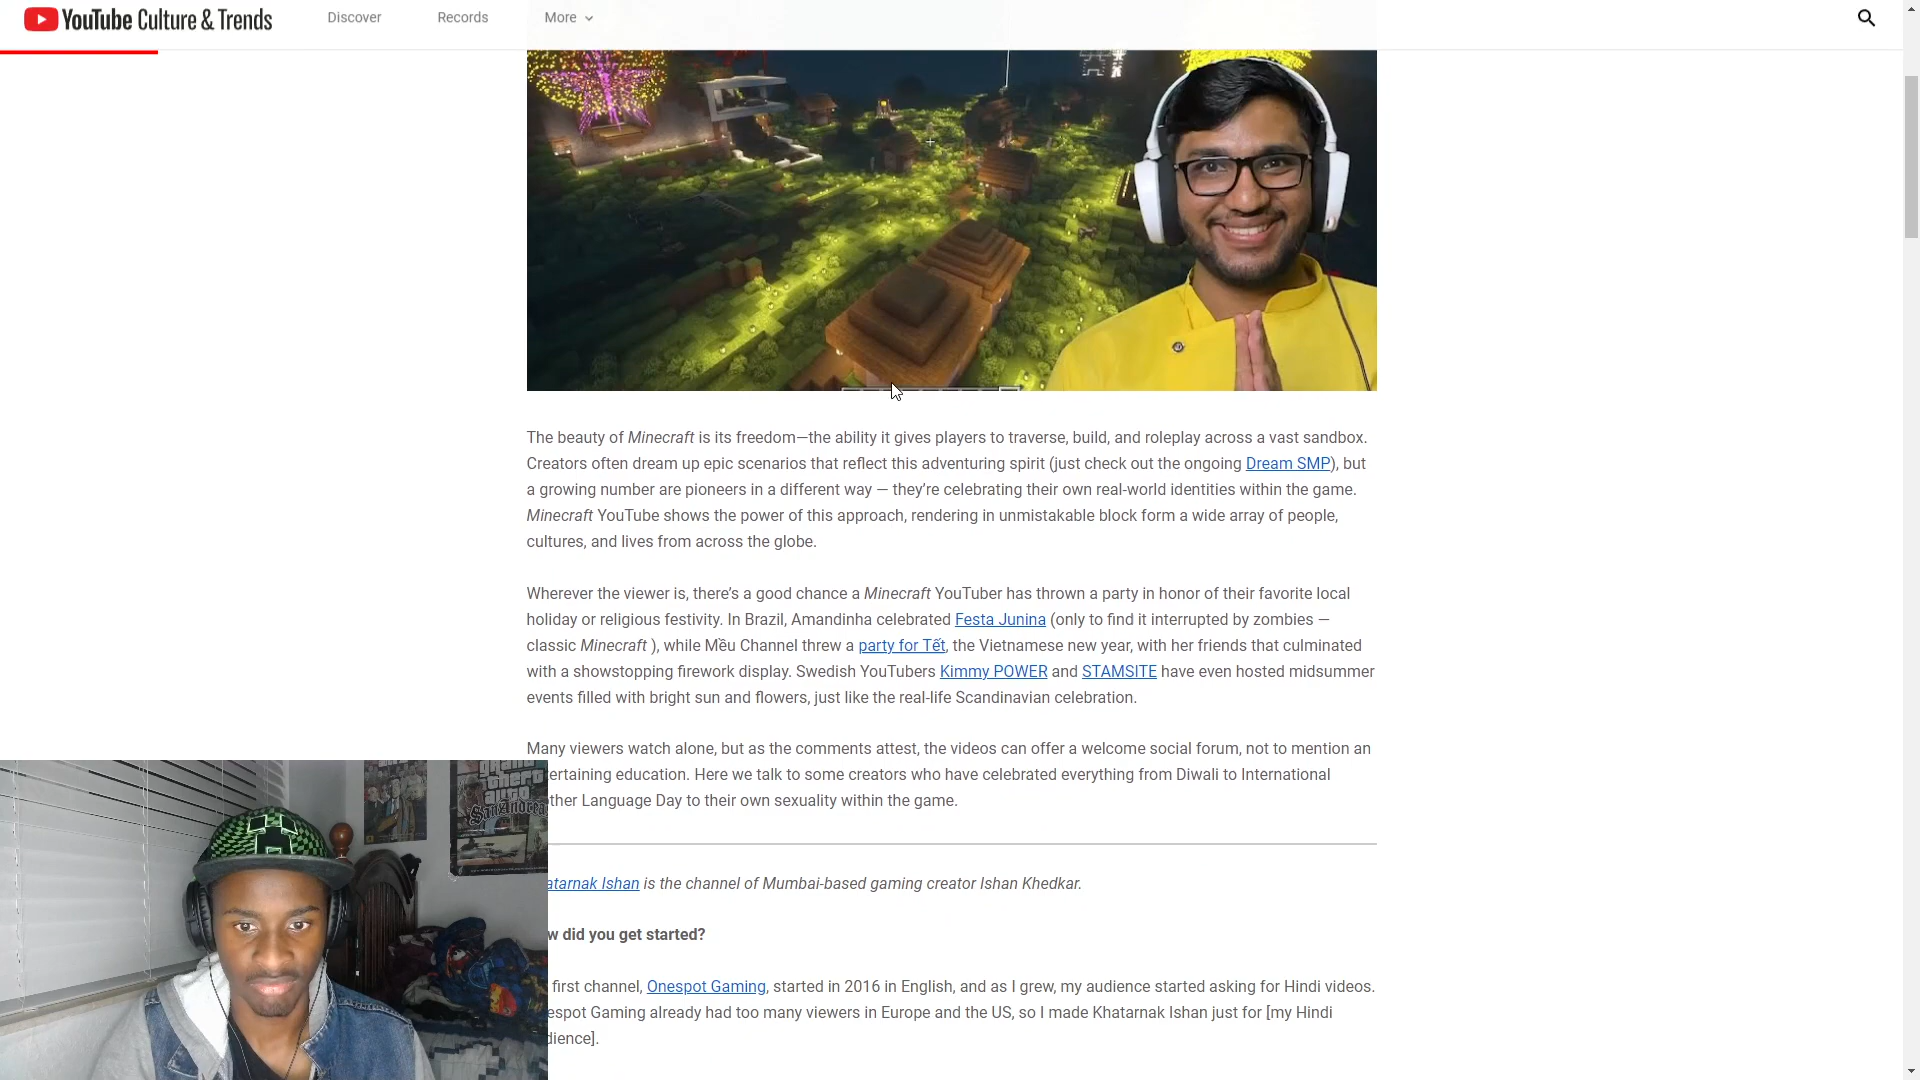 YouTube Culture & Trends
Discover
Records
More
The beauty of Minecraft is its freedom—the ability it gives players to traverse, build, and roleplay across a vast sandbox.
Creators often dream up epic scenarios that reflect this adventuring spirit (just check out the ongoing Dream SMP), but
a growing number are pioneers in a different way — they’re celebrating their own real-world identities within the game.
Minecraft YouTube shows the power of this approach, rendering in unmistakable block form a wide array of people,
cultures, and lives from across the globe.
Wherever the viewer is, there’s a good chance a Minecraft YouTuber has thrown a party in honor of their favorite local
holiday or religious festivity. In Brazil, Amandinha celebrated Festa Junina (only to find it interrupted by zombies —
classic Minecraft ), while Mều Channel threw a party for Tết, the Vietnamese new year, with her friends that culminated
with a showstopping firework display. Swedish YouTubers Kimmy POWER and STAMSITE have even hosted midsummer
events filled with bright sun and flowers, just like the real-life Scandinavian celebration.
Many viewers watch alone, but as the comments attest, the videos can offer a welcome social forum, not to mention an
ertaining education. Here we talk to some creators who have celebrated everything from Diwali to International
other Language Day to their own sexuality within the game.
atarnak Ishan is the channel of Mumbai-based gaming creator Ishan Khedkar.
w did you get started?
first channel, Onespot Gaming, started in 2016 in English, and as I grew, my audience started asking for Hindi videos.
espot Gaming already had too many viewers in Europe and the US, so I made Khatarnak Ishan just for [my Hindi
dience].
grand
theft
auto
San Andreas